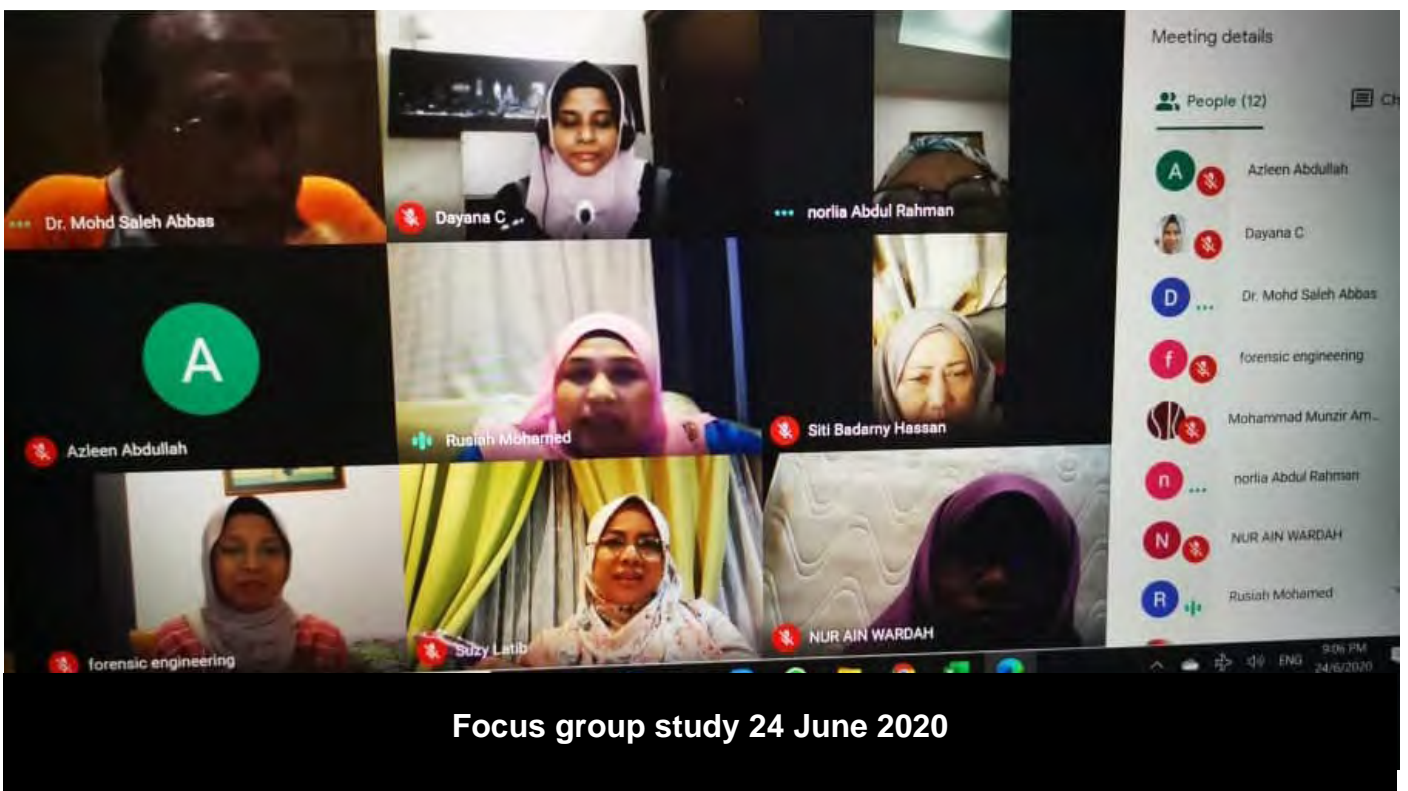 Dr. Mohd Saleh Abbas
Dayana C
norlia Abdul Rahman
A
Azleen Abdullah
Rusiah Mohamed
Siti Badarny Hassan
forensic engineering
Suzy Latib
NUR AIN WARDAH
Meeting details
People (12)
Ch
A Azleen Abdullah
Dayana C
D Dr. Mohd Saleh Abbas
f forensic engineering
Mohammad Munzir Am...
n norlia Abdul Rahman
N NUR AIN WARDAH
R Rusiah Mohamed
ENG
9:06 PM
24/6/2020
Focus group study 24 June 2020